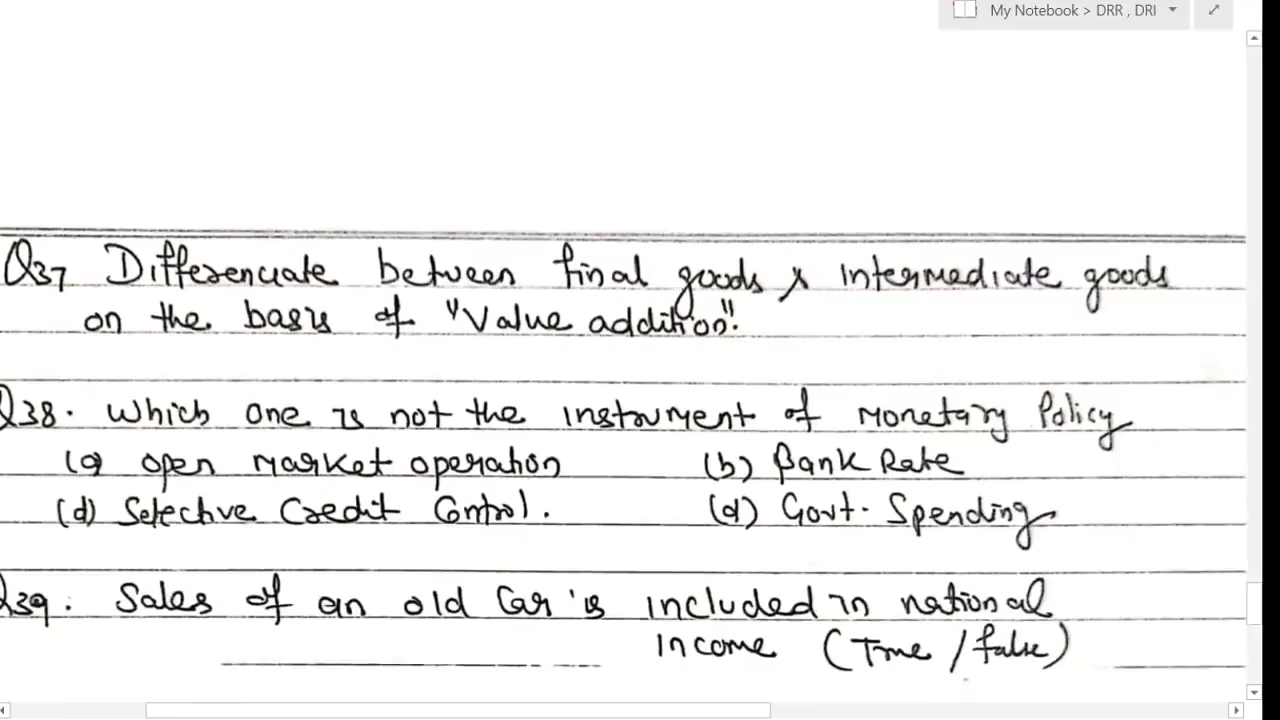 My Notebook > DRR , DRI
Q37 Differenciate between final goods & intermediate goods
on the basis of "Value addition".
Q38. Which one is not the instrument of Monetary Policy
(a) open market operation (b) Bank Rate
(d) Selective Credit Control. (d) Govt. Spending
Q39. Sales of an old Car is included in national
income (True / false)